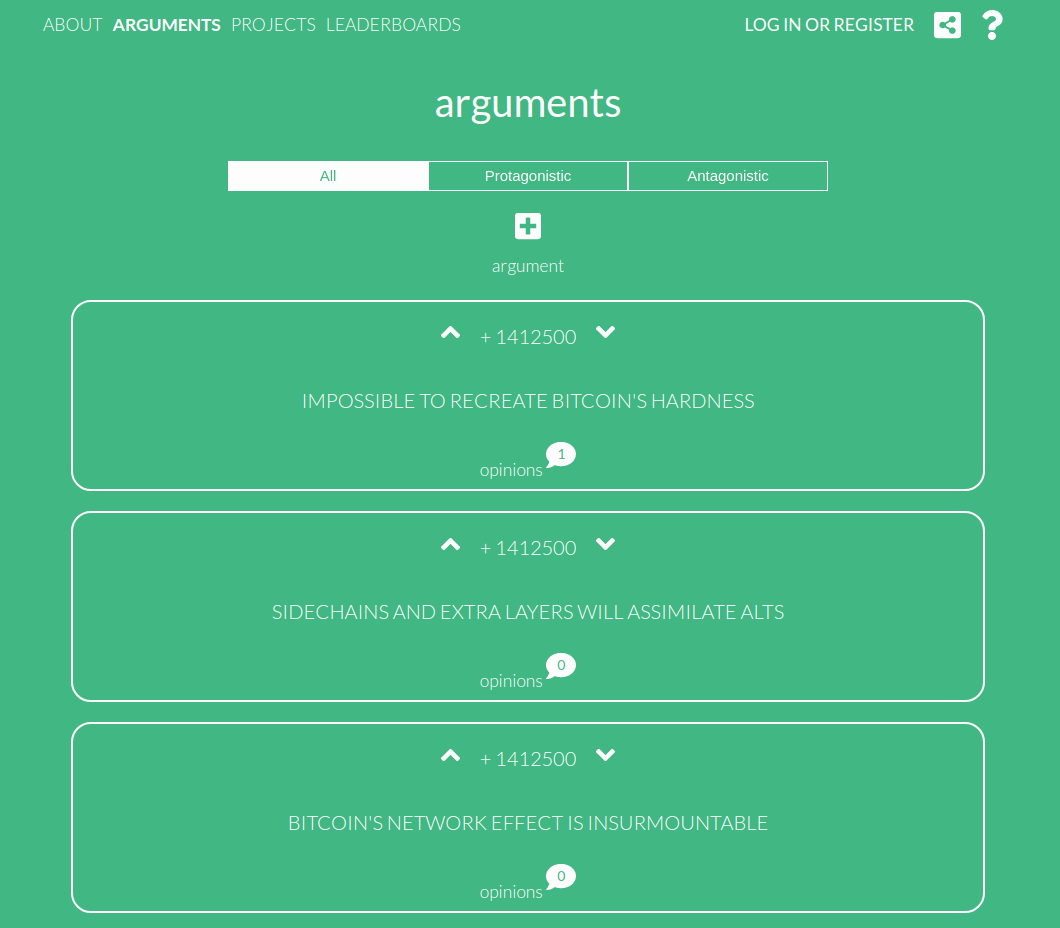 ABOUT ARGUMENTS PROJECTS LEADERBOARDS LOG IN OR REGISTER
arguments
All Protagonistic Antagonistic
argument
+ 1412500
IMPOSSIBLE TO RECREATE BITCOIN'S HARDNESS
opinions 1
+ 1412500
SIDECHAINS AND EXTRA LAYERS WILL ASSIMILATE ALTS
opinions 0
+ 1412500
BITCOIN'S NETWORK EFFECT IS INSURMOUNTABLE
opinions 0